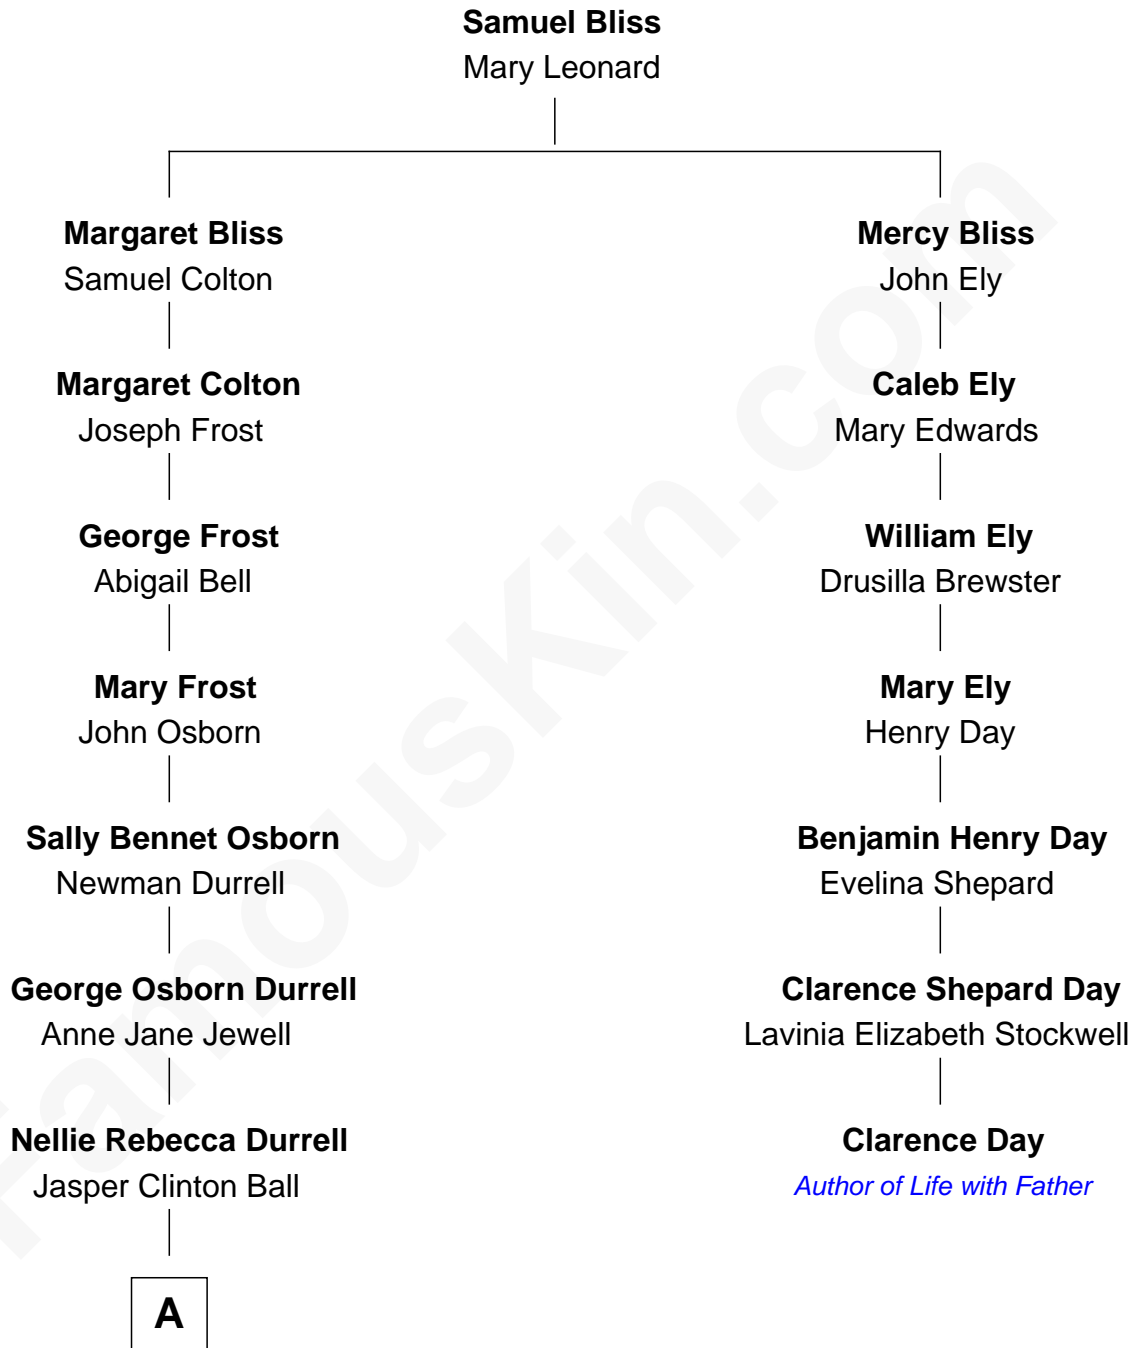 Samuel Bliss
Mary Leonard
Margaret Bliss
Samuel Colton
Mercy Bliss
John Ely
Margaret Colton
Joseph Frost
Caleb Ely
Mary Edwards
George Frost
Abigail Bell
William Ely
Drusilla Brewster
Mary Frost
John Osborn
Mary Ely
Henry Day
Sally Bennet Osborn
Newman Durrell
Benjamin Henry Day
Evelina Shepard
George Osborn Durrell
Anne Jane Jewell
Clarence Shepard Day
Lavinia Elizabeth Stockwell
Nellie Rebecca Durrell
Jasper Clinton Ball
Clarence Day
Author of Life with Father
A
FamousKin.com